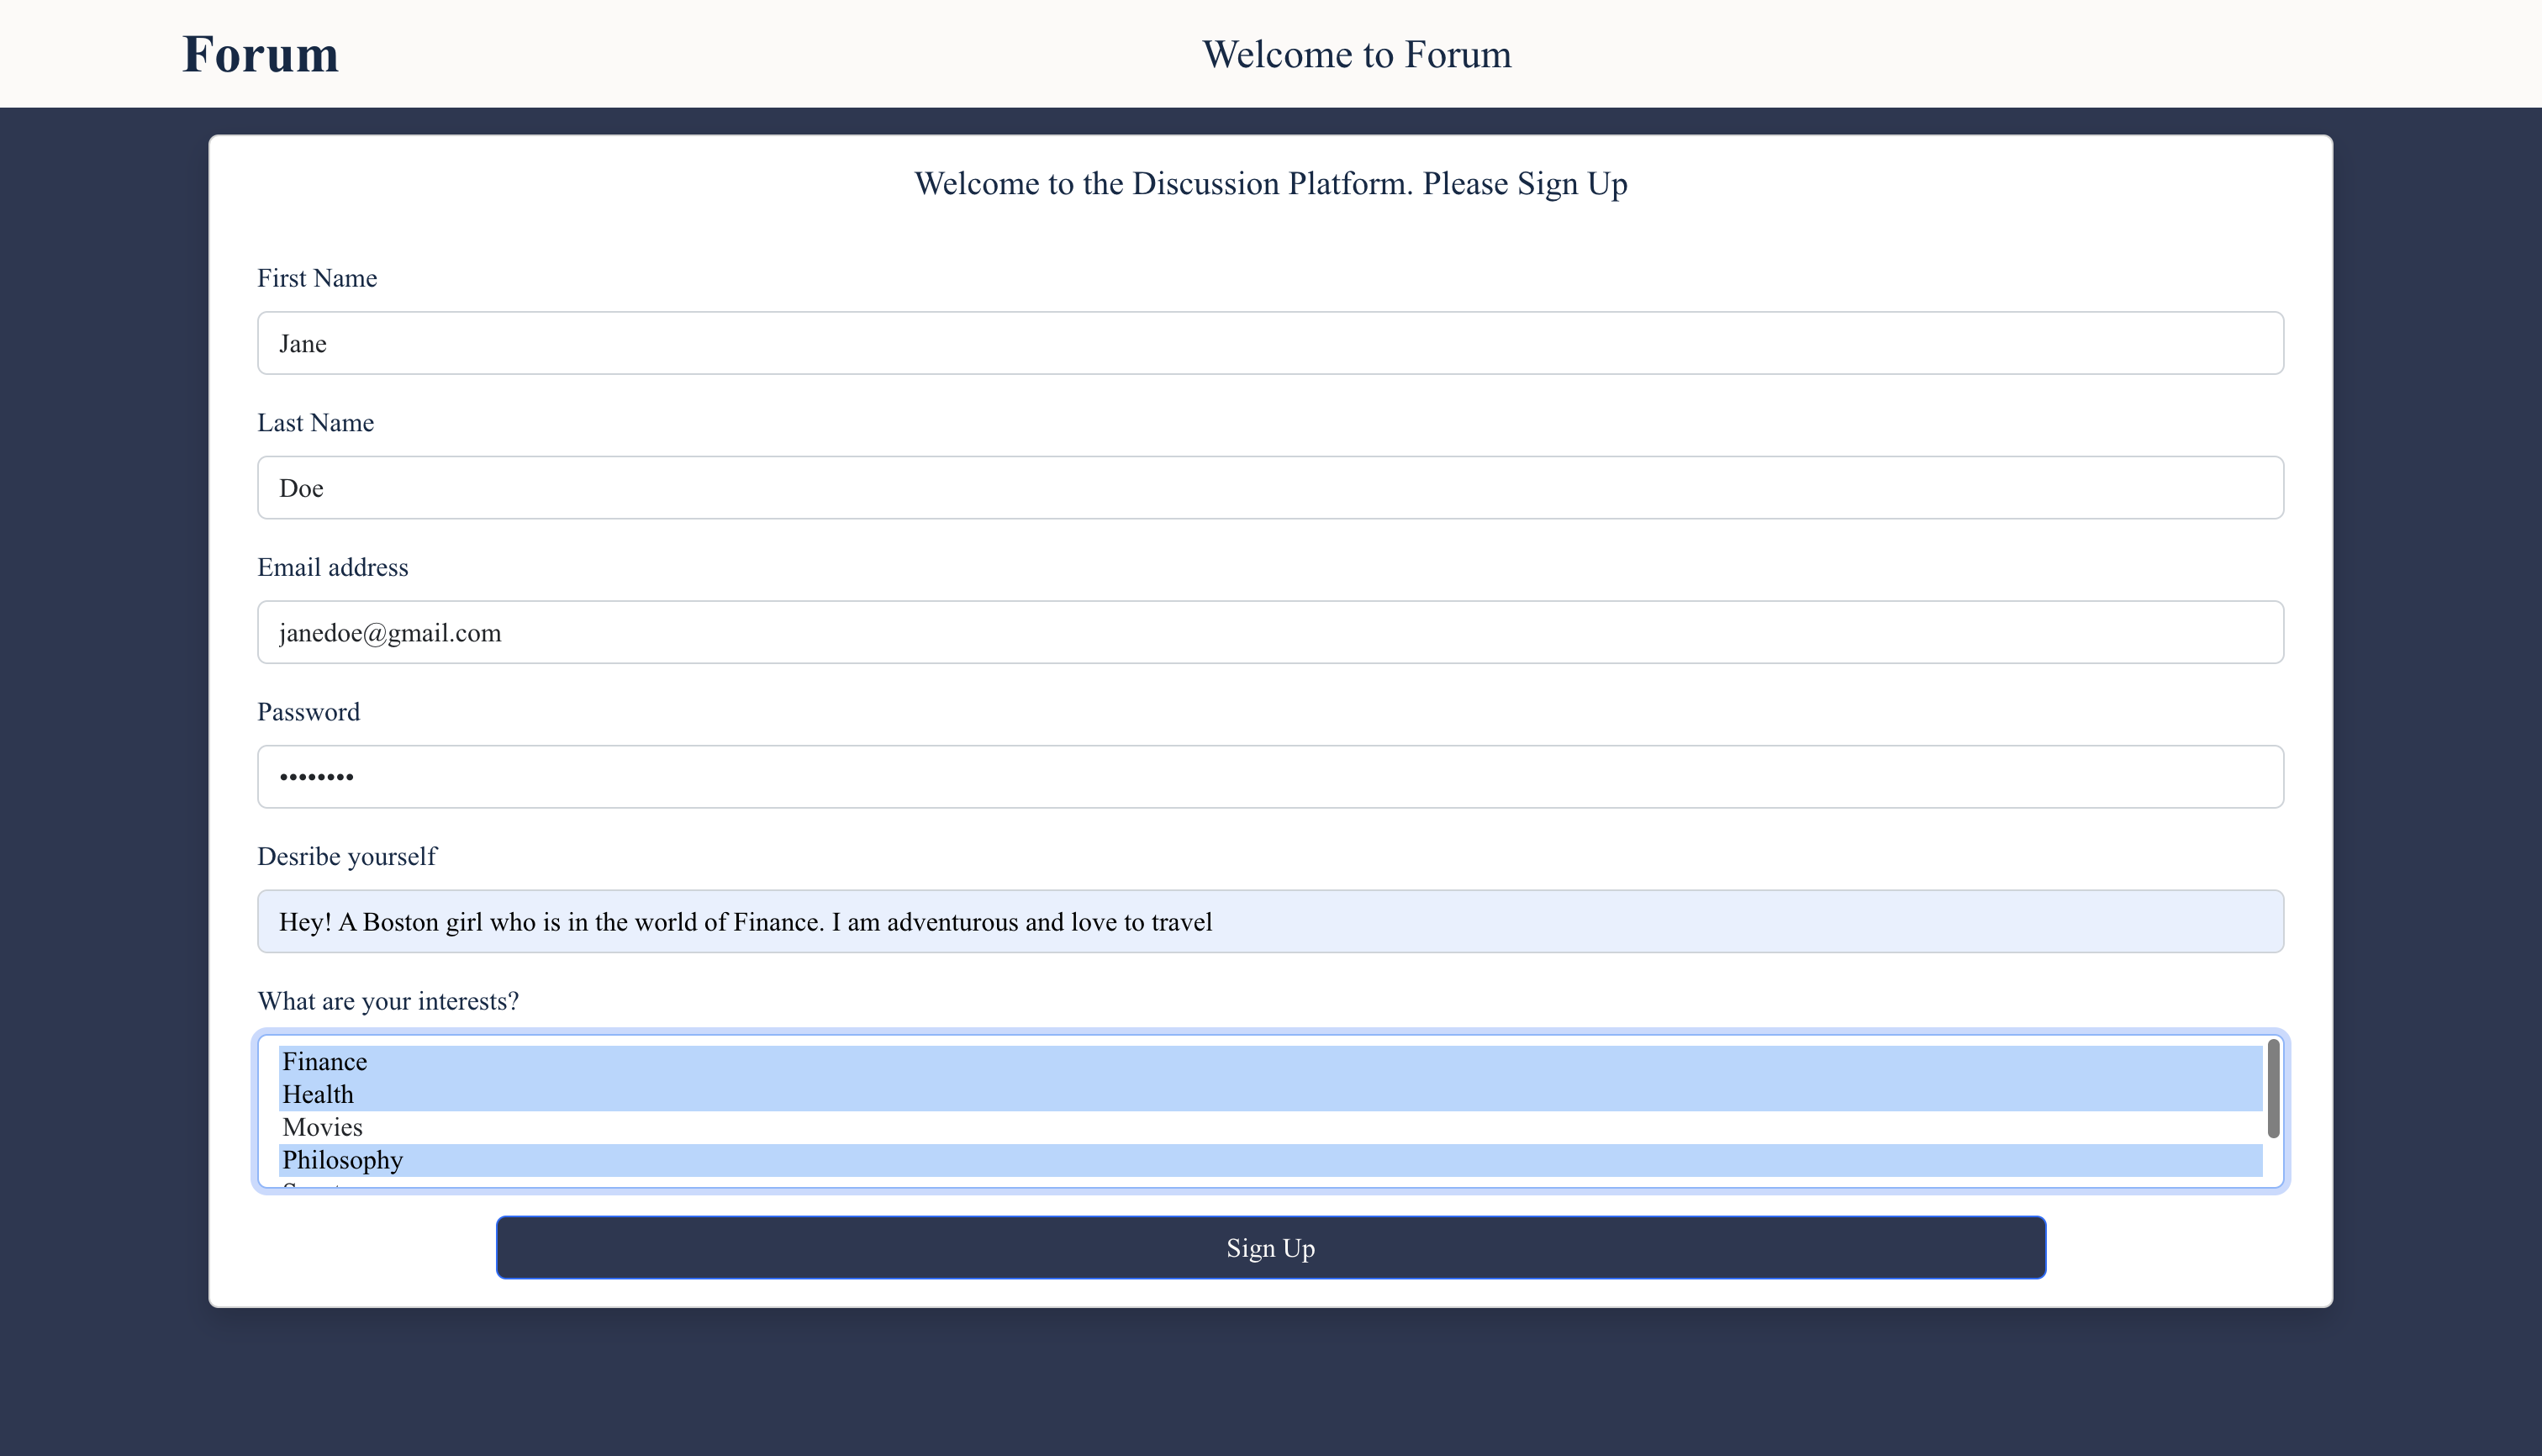 Forum
Welcome to Forum
Welcome to the Discussion Platform. Please Sign Up
First Name
Jane
Last Name
Doe
Email address
janedoe@gmail.com
Password
••••••••
Desribe yourself
Hey! A Boston girl who is in the world of Finance. I am adventurous and love to travel
What are your interests?
Finance
Health
Movies
Philosophy
Sign Up